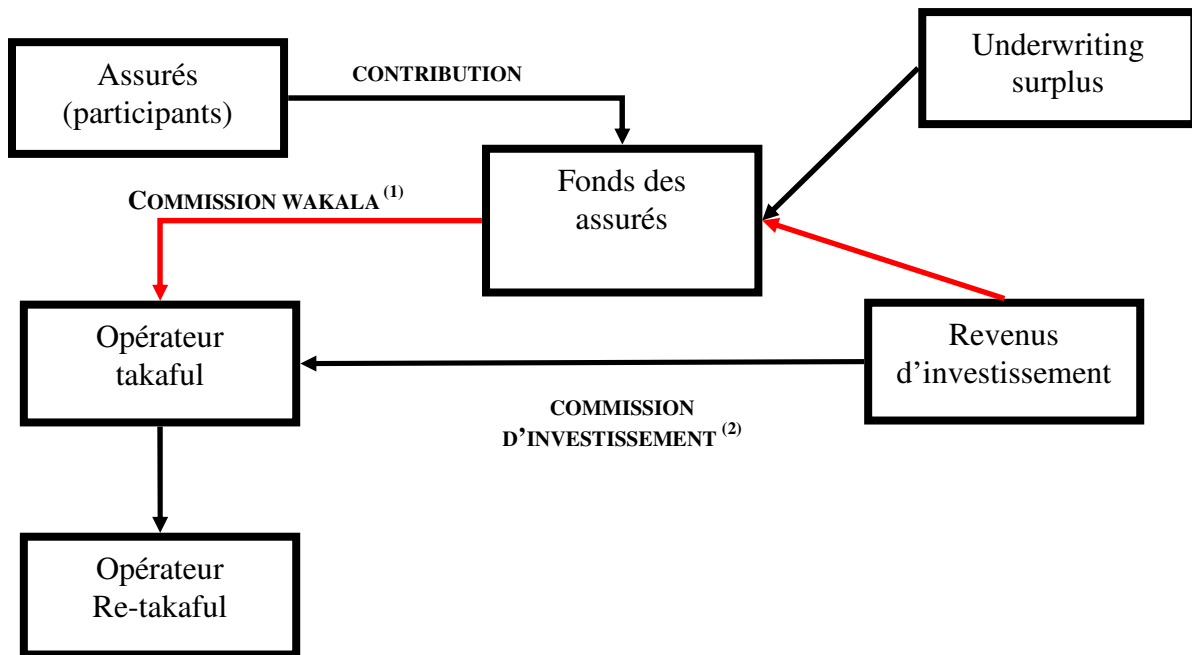 Assurés
(participants)
CONTRIBUTION
Underwriting
surplus
Fonds des
assurés
COMMISSION WAKALA (1)
Opérateur
takaful
Revenus
d’investissement
COMMISSION
D’INVESTISSEMENT (2)
Opérateur
Re-takaful